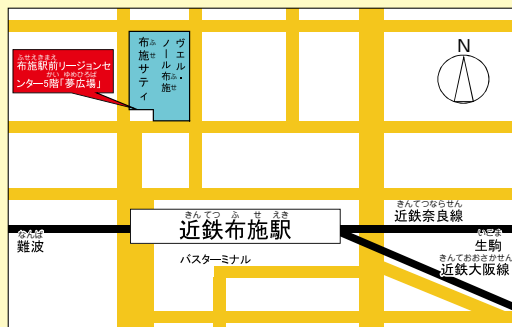 ふせえきまえ
布施駅前リージョンセ
かい ゆめひろば
ンター5階「夢広場」
ヴェル・
ノール布施
ふせ
布施サティ
ふせ
N
きんてつ ふ せ えき
近鉄布施駅
バスターミナル
なんば
難波
きんてつならせん
近鉄奈良線
いこま
生駒
きんてつおおさかせん
近鉄大阪線